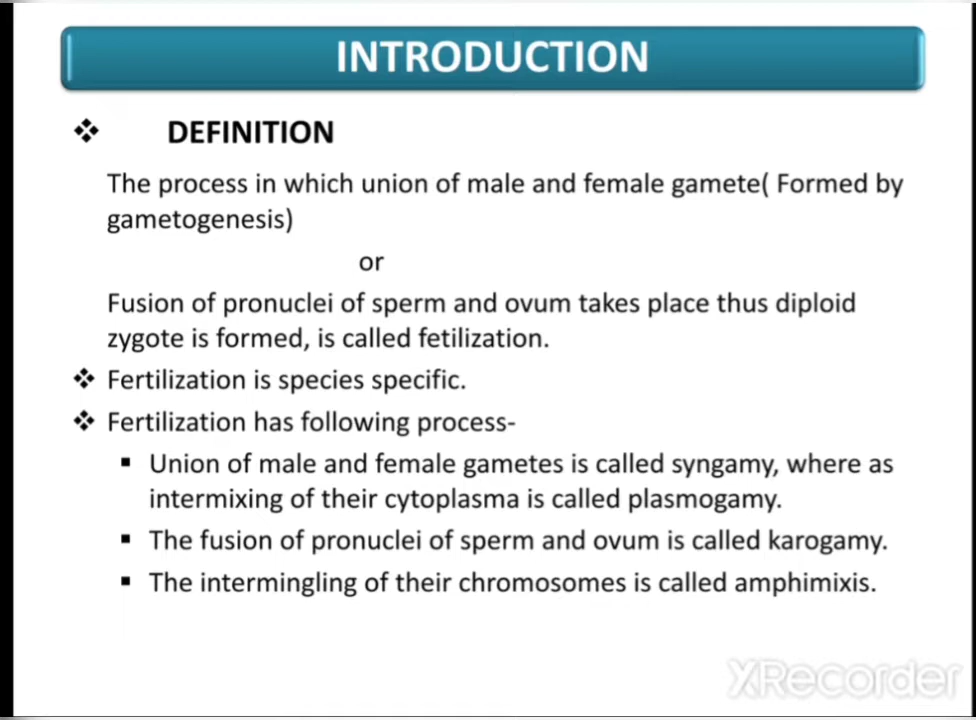 INTRODUCTION
❖ DEFINITION
The process in which union of male and female gamete( Formed by
gametogenesis)
or
Fusion of pronuclei of sperm and ovum takes place thus diploid
zygote is formed, is called fetilization.
❖ Fertilization is species specific.
❖ Fertilization has following process-
▪ Union of male and female gametes is called syngamy, where as
intermixing of their cytoplasma is called plasmogamy.
▪ The fusion of pronuclei of sperm and ovum is called karogamy.
▪ The intermingling of their chromosomes is called amphimixis.
XRecorder